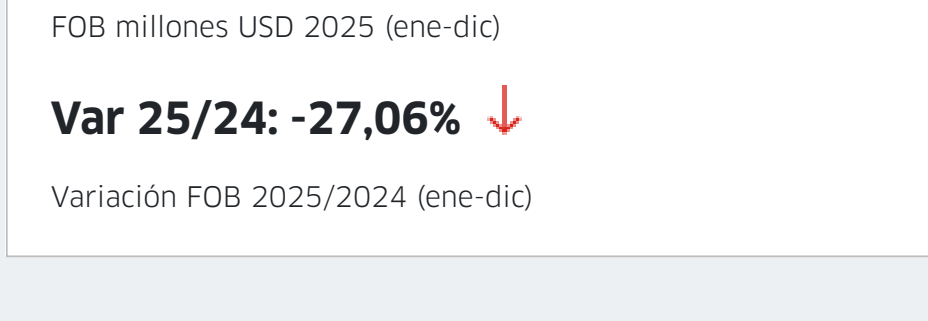 FOB millones USD 2025 (ene-dic)
Var 25/24: -27,06%
Variación FOB 2025/2024 (ene-dic)